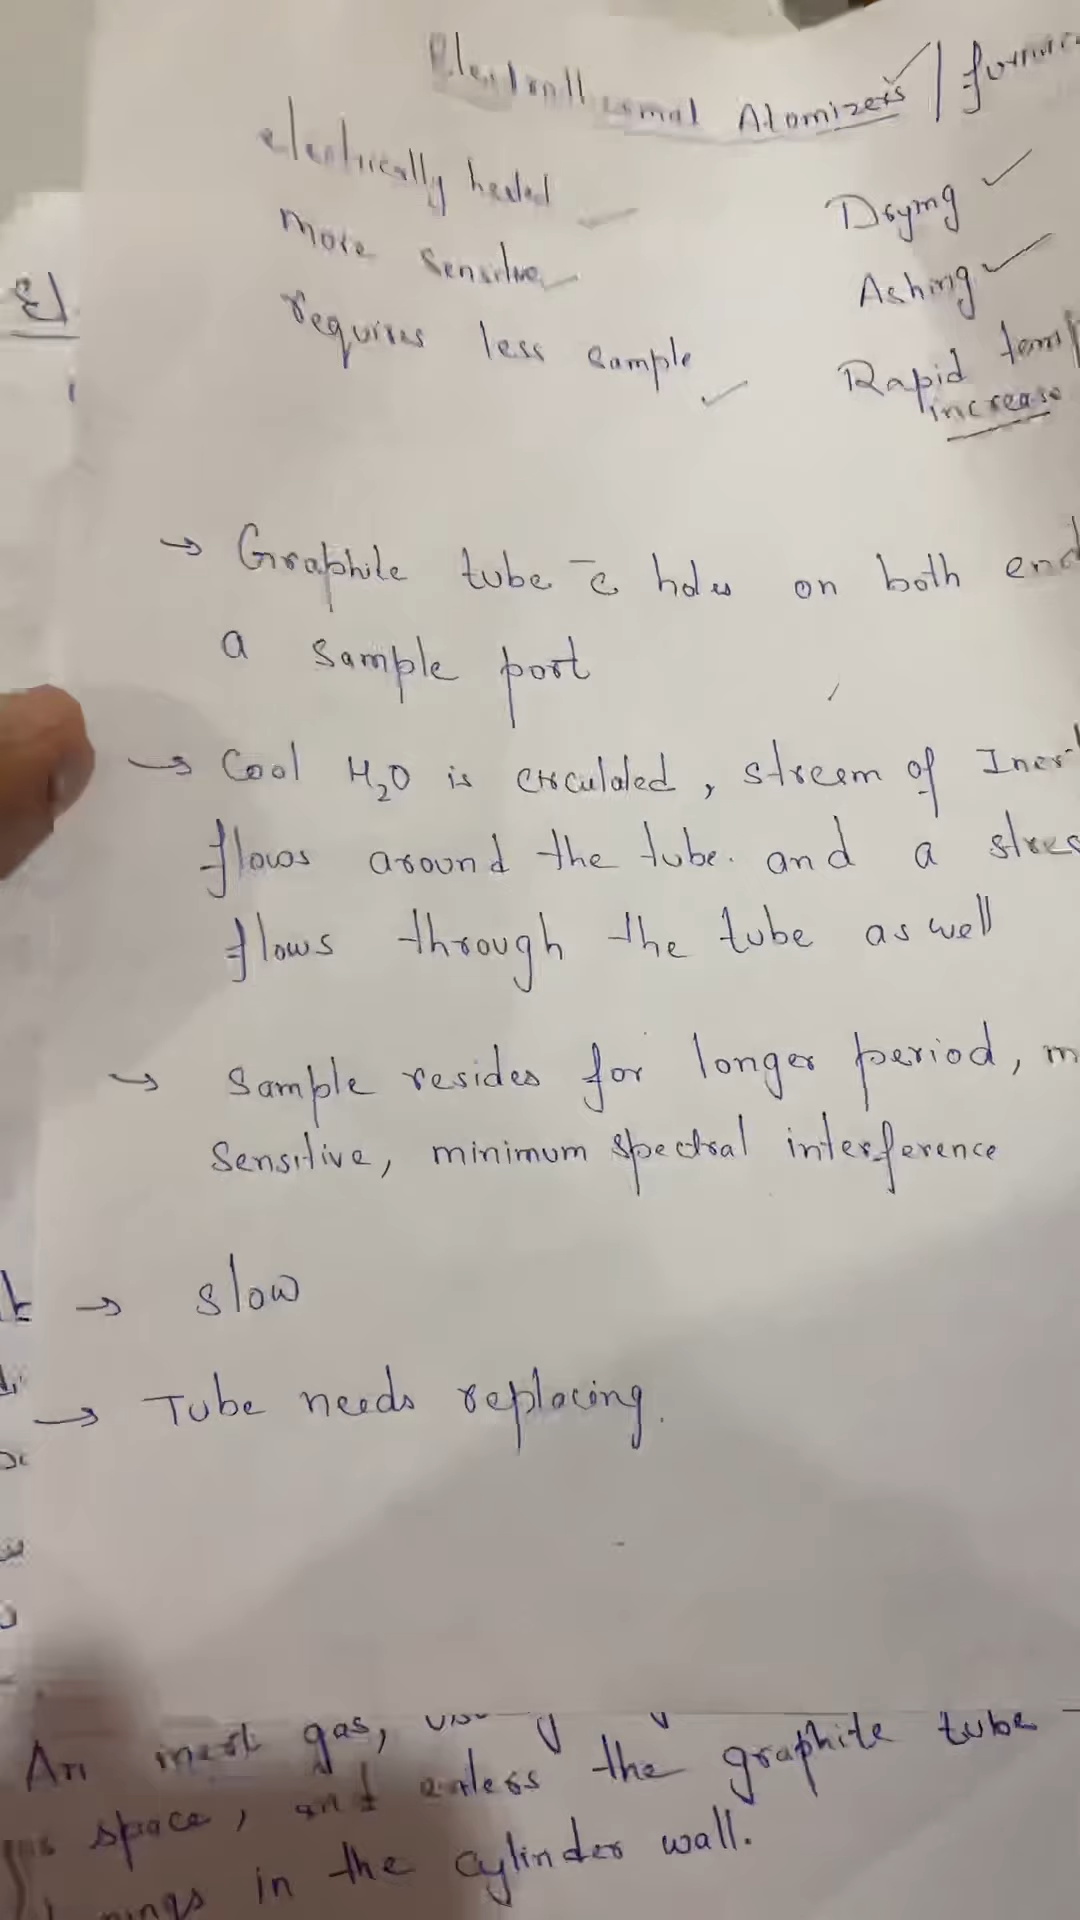 Electrothermal Atomizers /
electrically heated
more sensitive
requires less sample
Drying
Ashing
Rapid
increase
→ Graphite tube c̄ holes on both
a sample port
→ Cool H₂O is circulated, stream of
flows around the tube. and a
flows through the tube as well
→ Sample resides for longer period,
Sensitive, minimum spectral interference
→ slow
→ Tube needs replacing.
An inert gas,
space, and enters the graphite tube
in the cylinder wall.